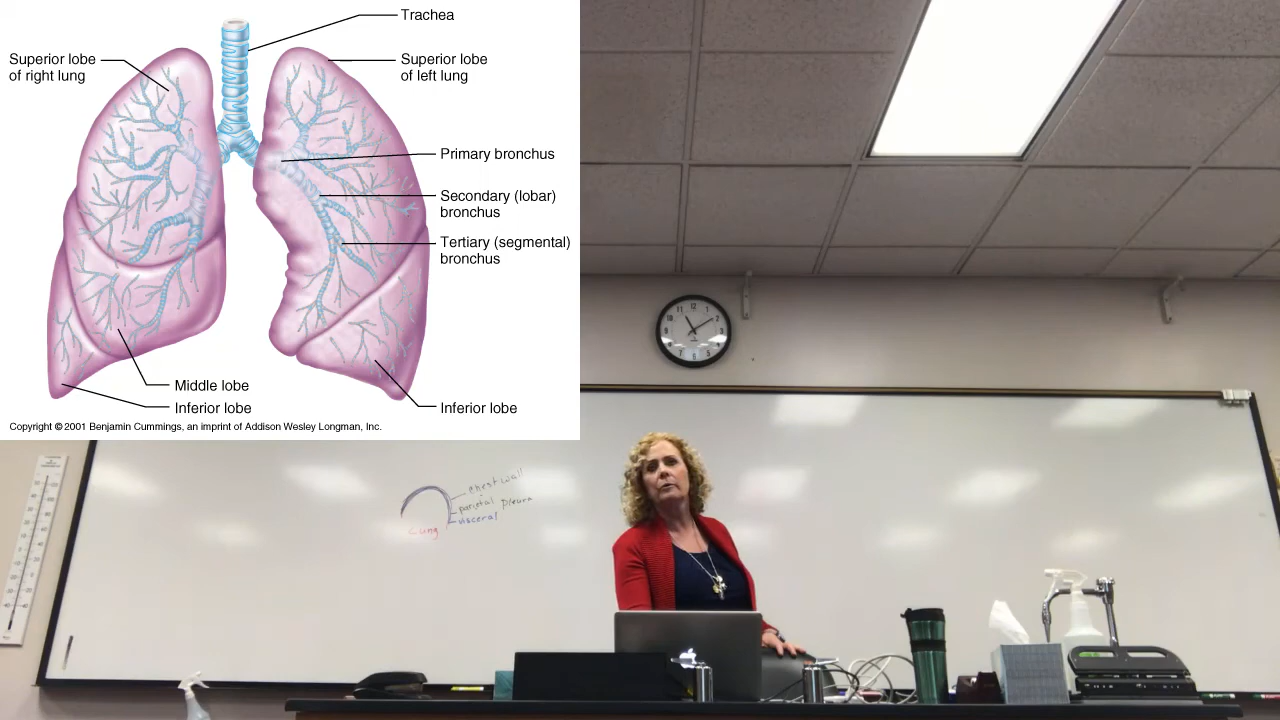 Trachea
Superior lobe
of right lung
Superior lobe
of left lung
Primary bronchus
Secondary (lobar)
bronchus
Tertiary (segmental)
bronchus
Middle lobe
Inferior lobe
Inferior lobe
Copyright © 2001 Benjamin Cummings, an imprint of Addison Wesley Longman, Inc.
chest wall
parietal pleura
visceral
Lung